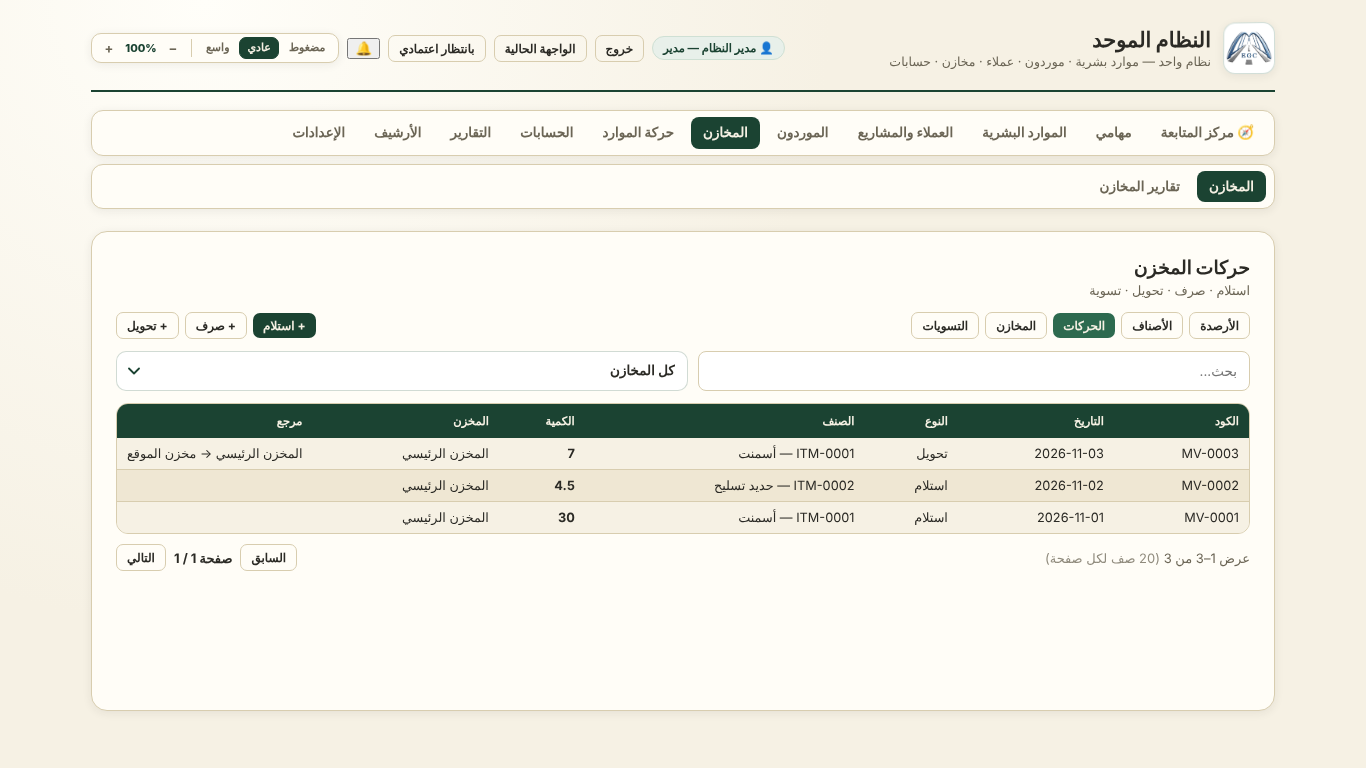 ROC
النظام الموحد
نظام واحد — موارد بشرية · موردون · عملاء · مخازن · حسابات
👤 مدير النظام — مدير
خروج
الواجهة الحالية
بانتظار اعتمادي
🔔
مضغوط عادي واسع
− 100% +
🧭 مركز المتابعة مهامي الموارد البشرية العملاء والمشاريع الموردون المخازن حركة الموارد الحسابات التقارير الأرشيف الإعدادات
المخازن تقارير المخازن
حركات المخزن
استلام · صرف · تحويل · تسوية
الأرصدة الأصناف الحركات المخازن التسويات
+ استلام + صرف + تحويل
بحث...
كل المخازن
الكود التاريخ النوع الصنف الكمية المخزن مرجع
MV-0003 2026-11-03 تحويل ITM-0001 — أسمنت 7 المخزن الرئيسي المخزن الرئيسي → مخزن الموقع
MV-0002 2026-11-02 استلام ITM-0002 — حديد تسليح 4.5 المخزن الرئيسي
MV-0001 2026-11-01 استلام ITM-0001 — أسمنت 30 المخزن الرئيسي
عرض 1–3 من 3 (20 صف لكل صفحة)
السابق صفحة 1 / 1 التالي